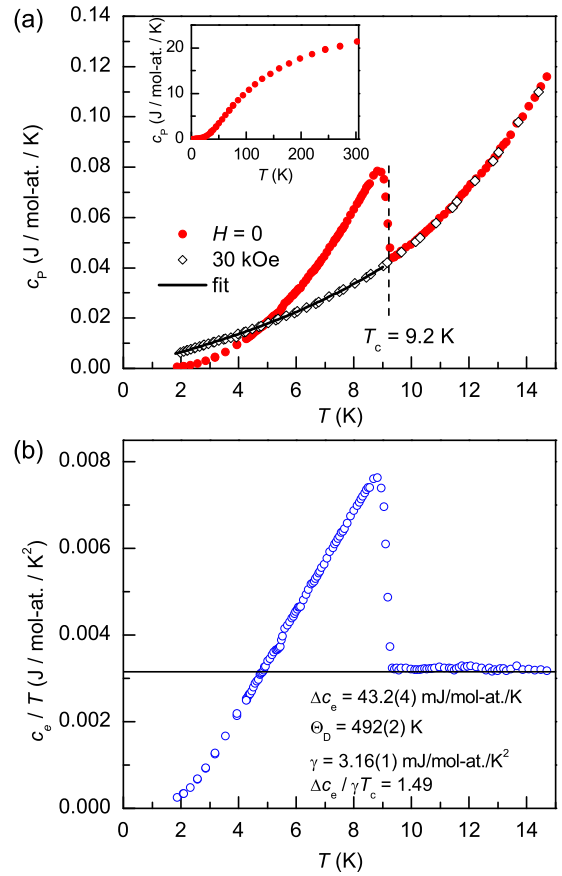 (a)
20
10
0
0 100 200 300
T (K)
c_P (J / mol-at. / K)
0.14
0.12
0.10
0.08
0.06
0.04
0.02
0.00
c_P (J / mol-at. / K)
H = 0
30 kOe
fit
T_c = 9.2 K
0 2 4 6 8 10 12 14
T (K)
(b)
0.008
0.006
0.004
0.002
0.000
c_e / T (J / mol-at. / K²)
Δc_e = 43.2(4) mJ/mol-at./K
Θ_D = 492(2) K
γ = 3.16(1) mJ/mol-at./K²
Δc_e / γT_c = 1.49
0 2 4 6 8 10 12 14
T (K)